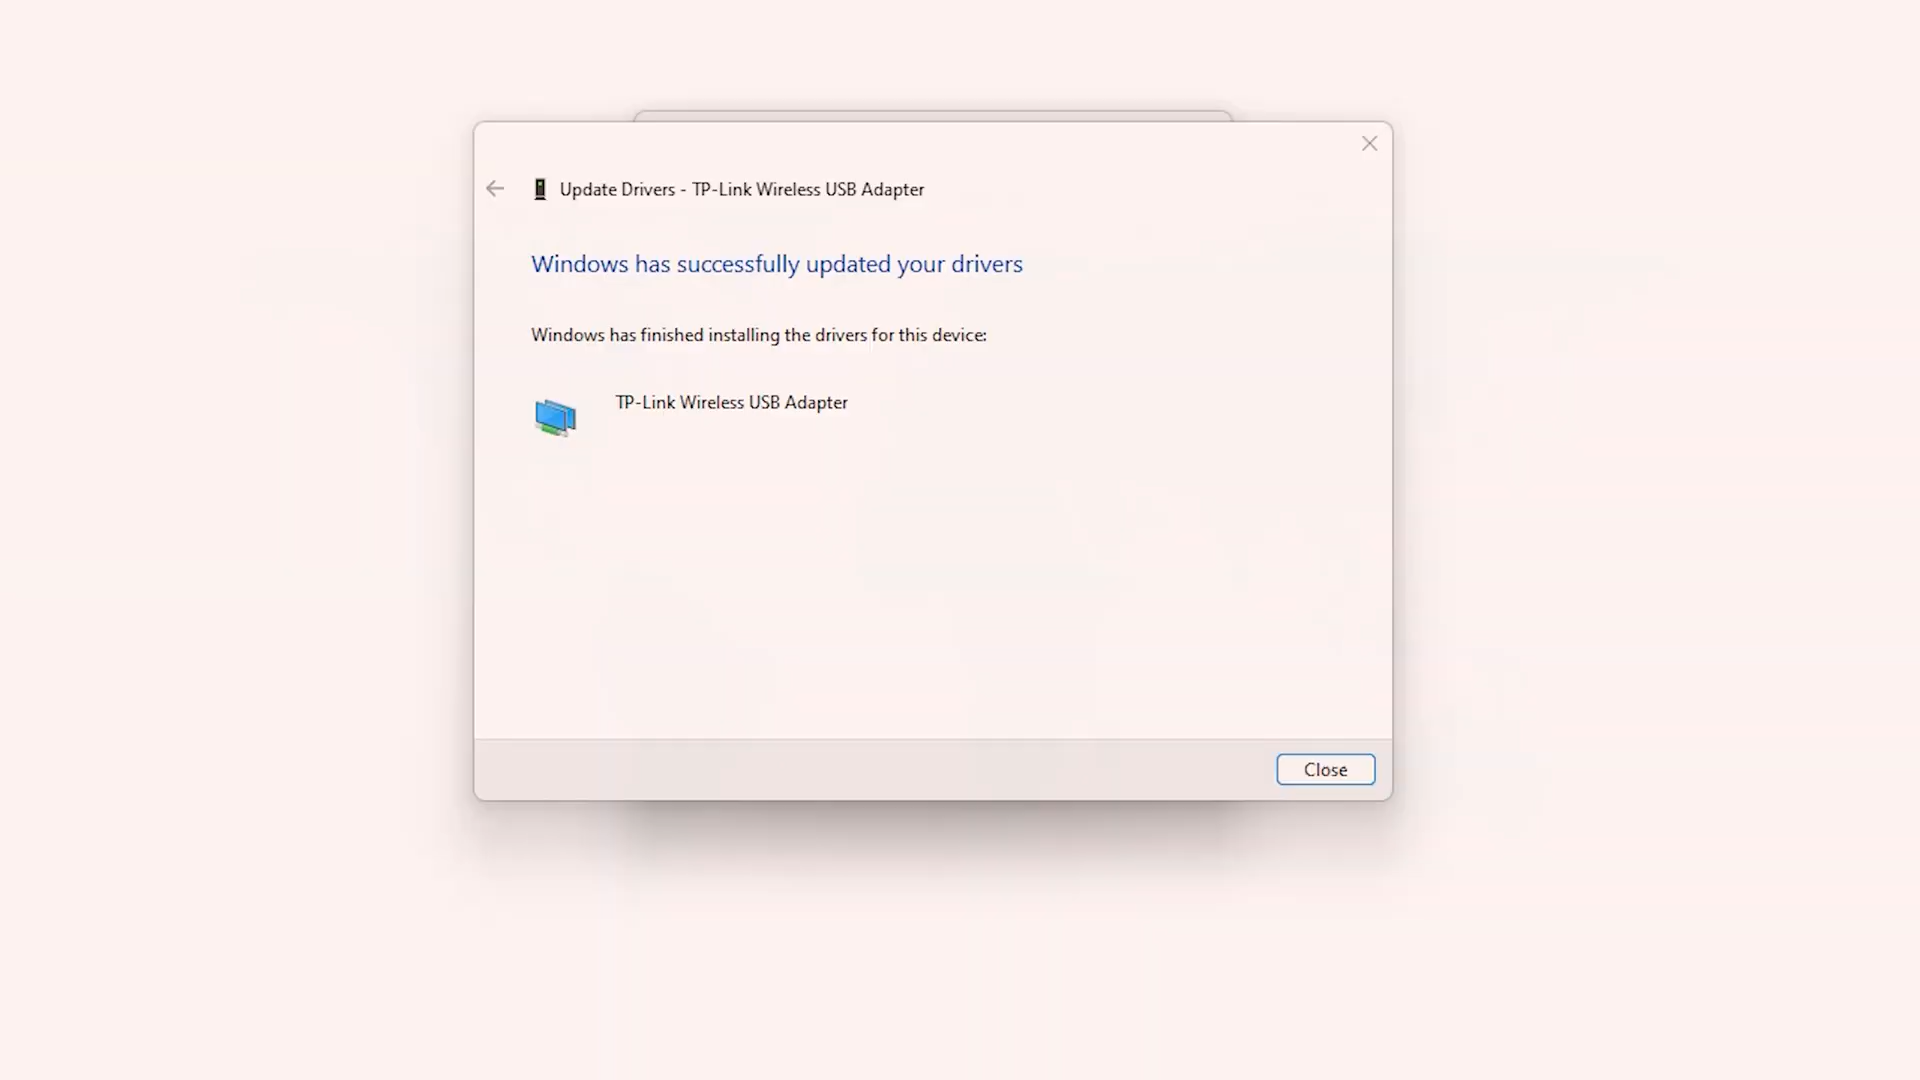 Update Drivers - TP-Link Wireless USB Adapter
Windows has successfully updated your drivers
Windows has finished installing the drivers for this device:
TP-Link Wireless USB Adapter
Close